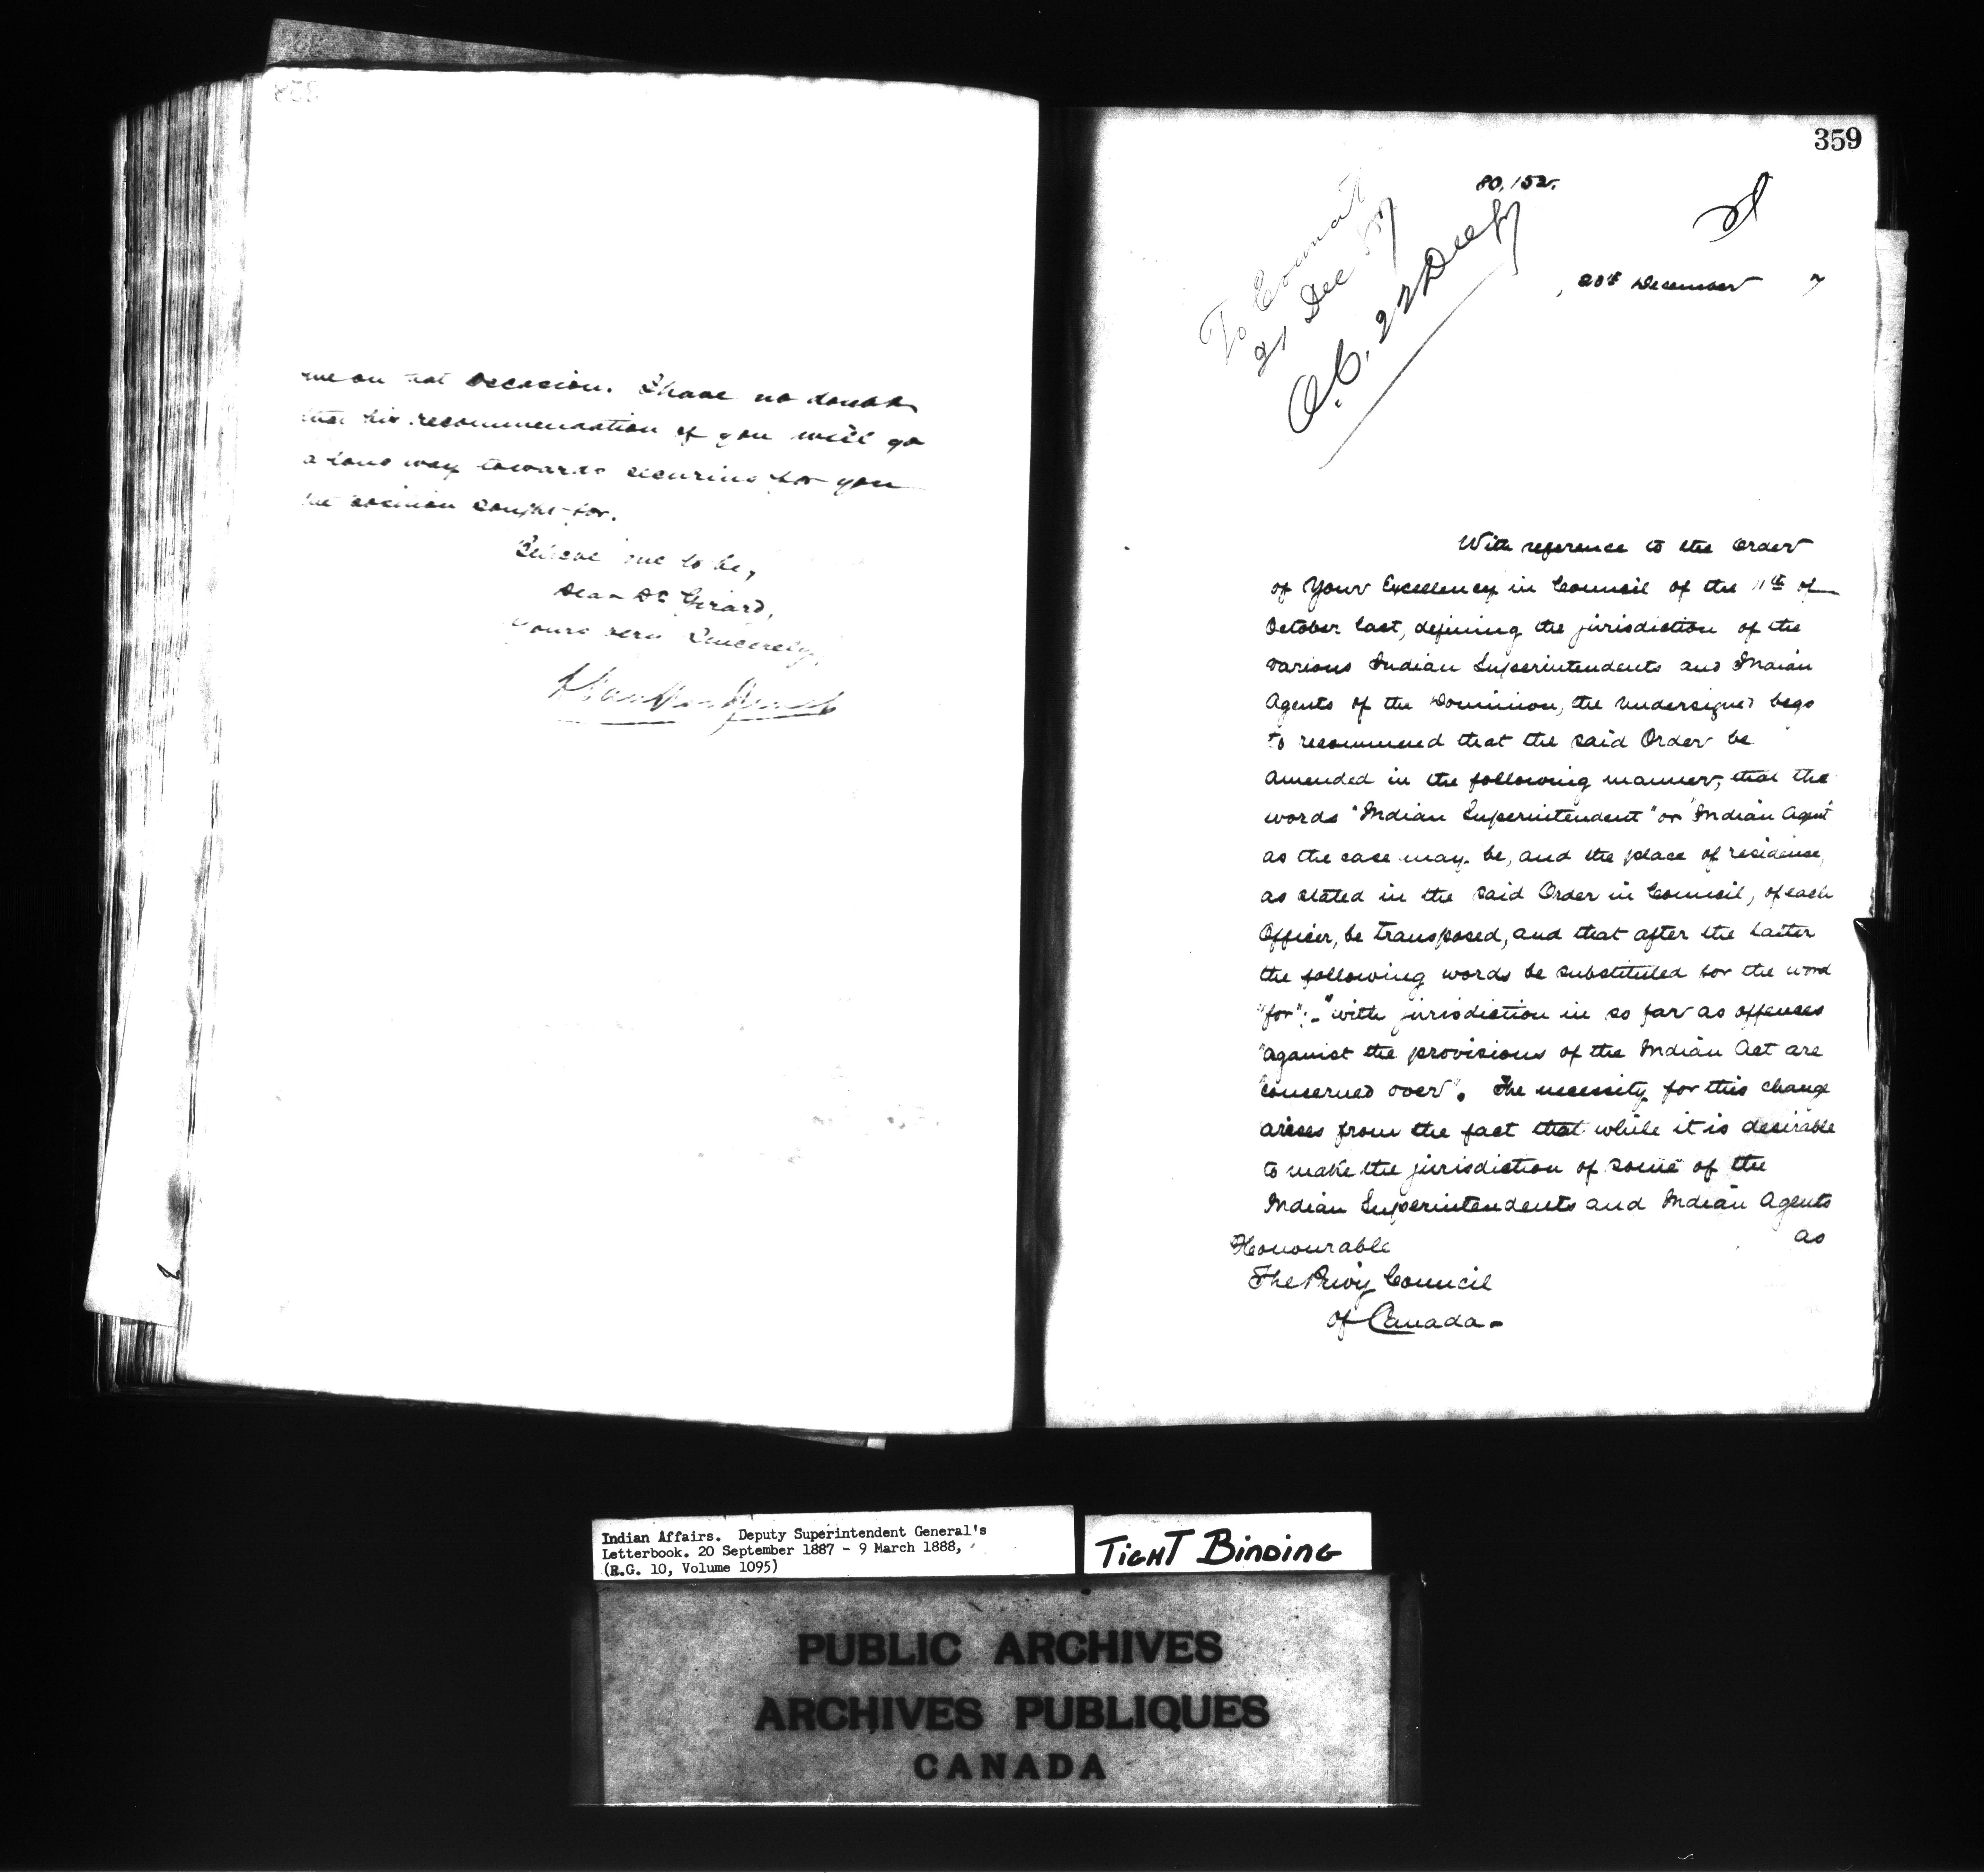 me on that occasion. I have no doubt
that his recommendation of you will go
a long way towards securing for you
the position sought for.
Believe me to be,
Dear Dr Girard,
Yours very Sincerely,
359
80,152.
To Council
21 Dec 87
O.C. 22 Dec 87
20th December 7
With reference to the Order
of Your Excellency in Council of the 11th of
October last, defining the jurisdiction of the
various Indian Superintendents and Indian
Agents of the Dominion, the undersigned begs
to recommend that the said Order be
amended in the following manner, that the
words "Indian Superintendent" or "Indian Agent"
as the case may be, and the place of residence,
as stated in the said Order in Council, of each
Officer, be transposed, and that after the latter
the following words be substituted for the word
"for":- "with jurisdiction in so far as offences
"against the provisions of the Indian Act are
"concerned over". The necessity for this change
arises from the fact that while it is desirable
to make the jurisdiction of some of the
Indian Superintendents and Indian Agents
as
Honourable
The Privy Council
of Canada-
Indian Affairs. Deputy Superintendent General's
Letterbook. 20 September 1887 - 9 March 1888,
(R.G. 10, Volume 1095)
TIGHT BINDING
PUBLIC ARCHIVES
ARCHIVES PUBLIQUES
CANADA